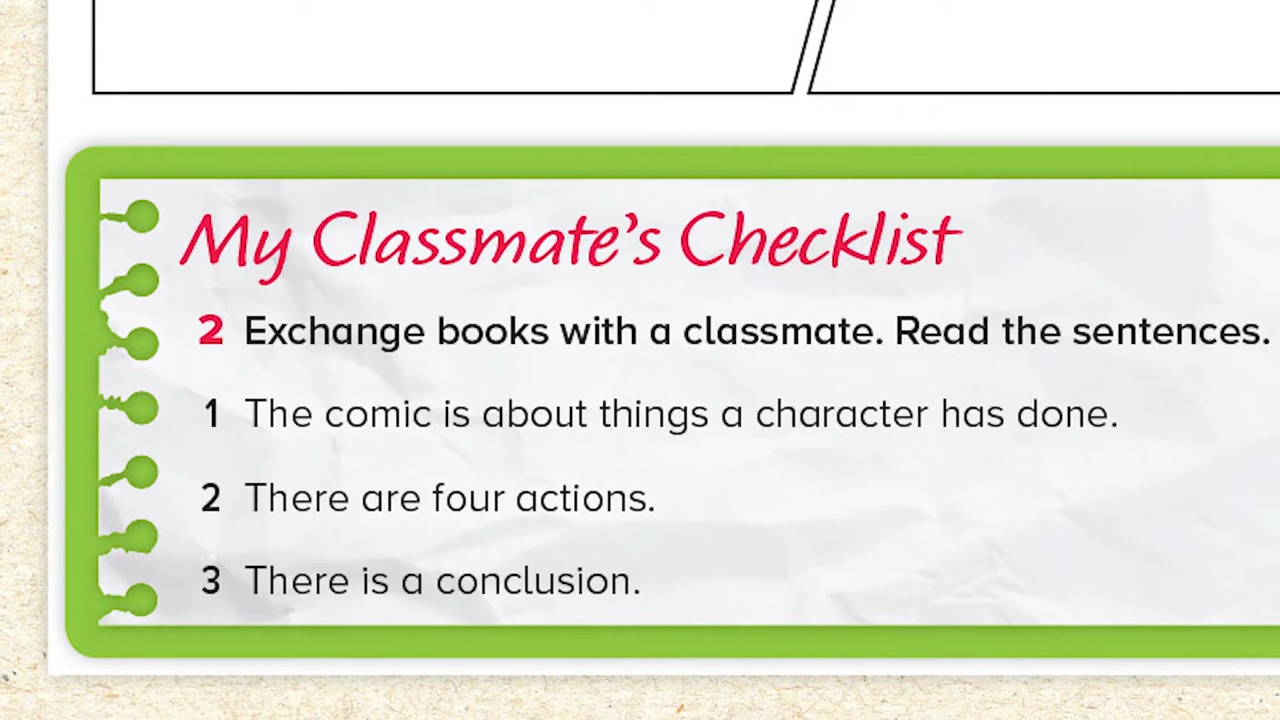 My Classmate's Checklist
2 Exchange books with a classmate. Read the sentences.
1 The comic is about things a character has done.
2 There are four actions.
3 There is a conclusion.